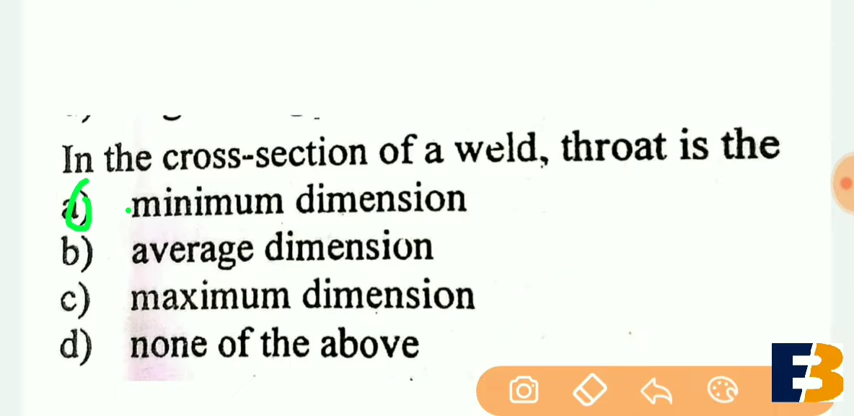 In the cross-section of a weld, throat is the
a) minimum dimension
b) average dimension
c) maximum dimension
d) none of the above
EB